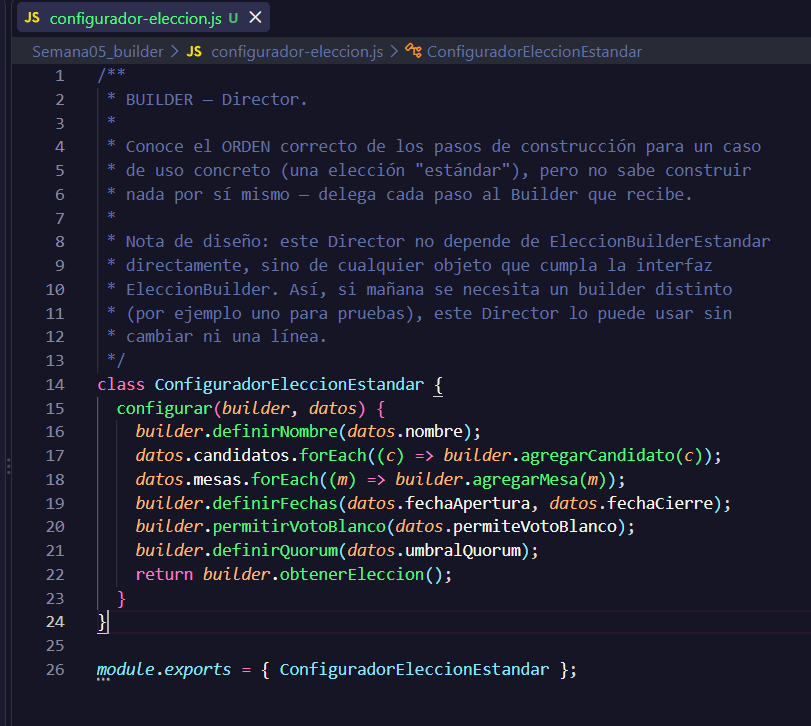 JS configurador-eleccion.js U ✕
Semana05_builder > JS configurador-eleccion.js > ConfiguradorEleccionEstandar
1 /**
2  * BUILDER — Director.
3  *
4  * Conoce el ORDEN correcto de los pasos de construcción para un caso
5  * de uso concreto (una elección "estándar"), pero no sabe construir
6  * nada por sí mismo — delega cada paso al Builder que recibe.
7  *
8  * Nota de diseño: este Director no depende de EleccionBuilderEstandar
9  * directamente, sino de cualquier objeto que cumpla la interfaz
10  * EleccionBuilder. Así, si mañana se necesita un builder distinto
11  * (por ejemplo uno para pruebas), este Director lo puede usar sin
12  * cambiar ni una línea.
13  */
14 class ConfiguradorEleccionEstandar {
15   configurar(builder, datos) {
16     builder.definirNombre(datos.nombre);
17     datos.candidatos.forEach((c) => builder.agregarCandidato(c));
18     datos.mesas.forEach((m) => builder.agregarMesa(m));
19     builder.definirFechas(datos.fechaApertura, datos.fechaCierre);
20     builder.permitirVotoBlanco(datos.permiteVotoBlanco);
21     builder.definirQuorum(datos.umbralQuorum);
22     return builder.obtenerEleccion();
23   }
24 }
25
26 module.exports = { ConfiguradorEleccionEstandar };